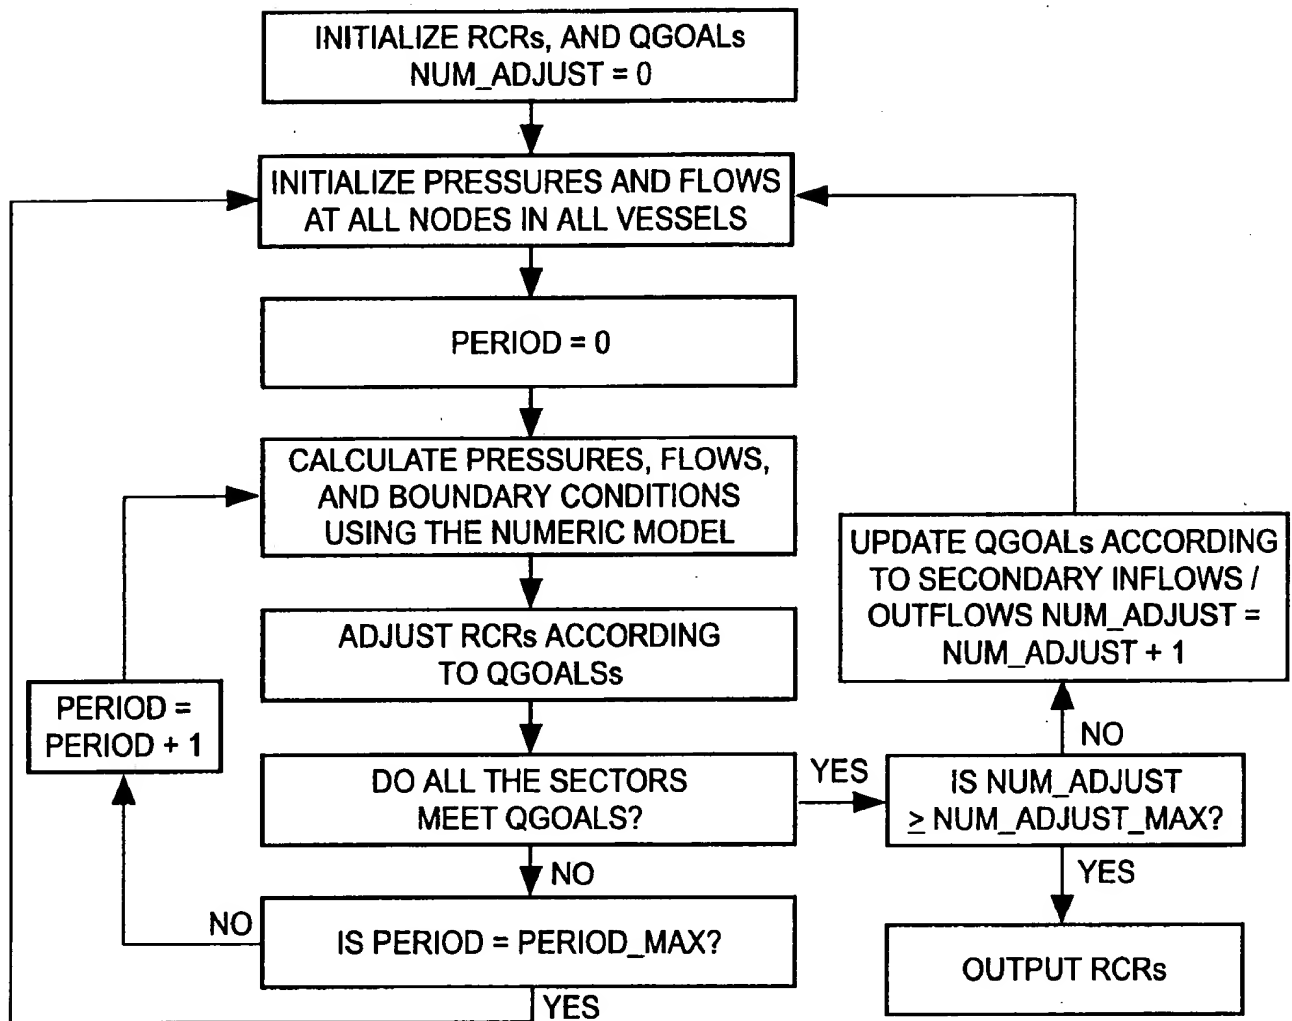 INITIALIZE RCRs, AND QGOALs
NUM_ADJUST = 0
INITIALIZE PRESSURES AND FLOWS
AT ALL NODES IN ALL VESSELS
PERIOD = 0
CALCULATE PRESSURES, FLOWS,
AND BOUNDARY CONDITIONS
USING THE NUMERIC MODEL
ADJUST RCRs ACCORDING
TO QGOALSs
PERIOD =
PERIOD + 1
DO ALL THE SECTORS
MEET QGOALS?
YES
NO
IS PERIOD = PERIOD_MAX?
NO
YES
UPDATE QGOALs ACCORDING
TO SECONDARY INFLOWS /
OUTFLOWS NUM_ADJUST =
NUM_ADJUST + 1
NO
IS NUM_ADJUST
≥ NUM_ADJUST_MAX?
YES
OUTPUT RCRs